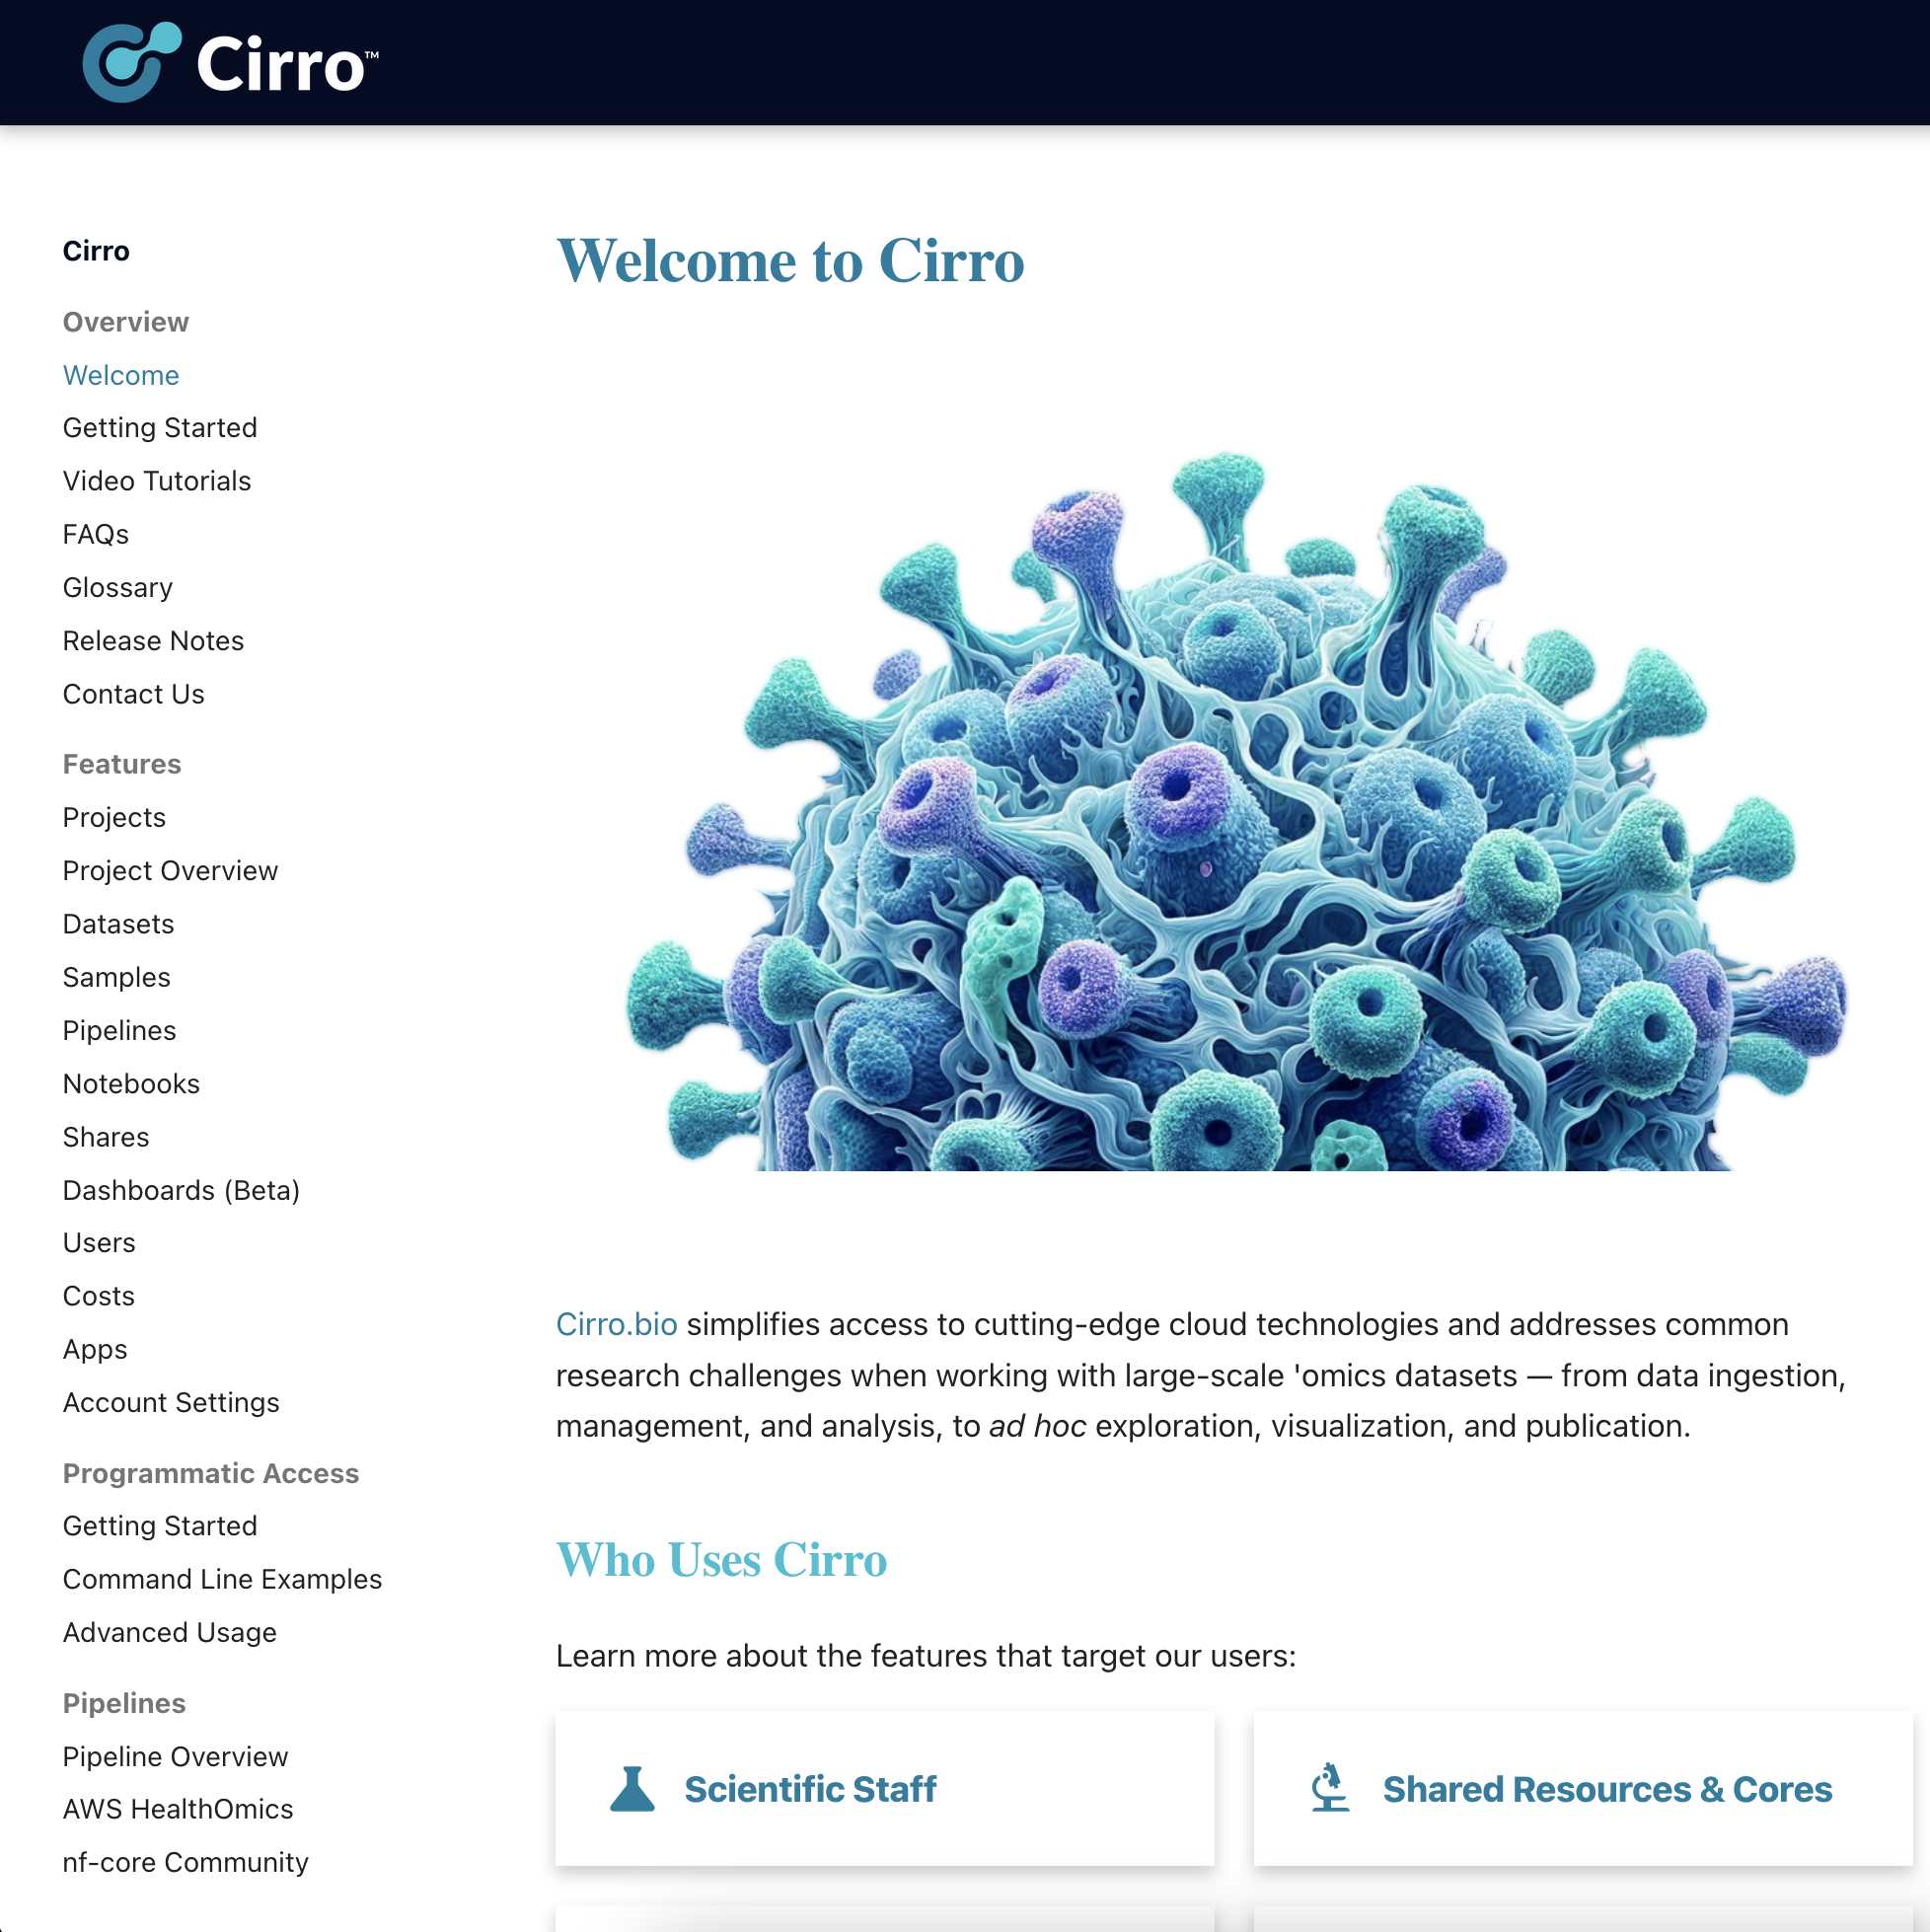 Cirro™
Cirro
Overview
Welcome
Getting Started
Video Tutorials
FAQs
Glossary
Release Notes
Contact Us
Features
Projects
Project Overview
Datasets
Samples
Pipelines
Notebooks
Shares
Dashboards (Beta)
Users
Costs
Apps
Account Settings
Programmatic Access
Getting Started
Command Line Examples
Advanced Usage
Pipelines
Pipeline Overview
AWS HealthOmics
nf-core Community
Welcome to Cirro
Cirro.bio simplifies access to cutting-edge cloud technologies and addresses common
research challenges when working with large-scale 'omics datasets — from data ingestion,
management, and analysis, to ad hoc exploration, visualization, and publication.
Who Uses Cirro
Learn more about the features that target our users:
Scientific Staff
Shared Resources & Cores